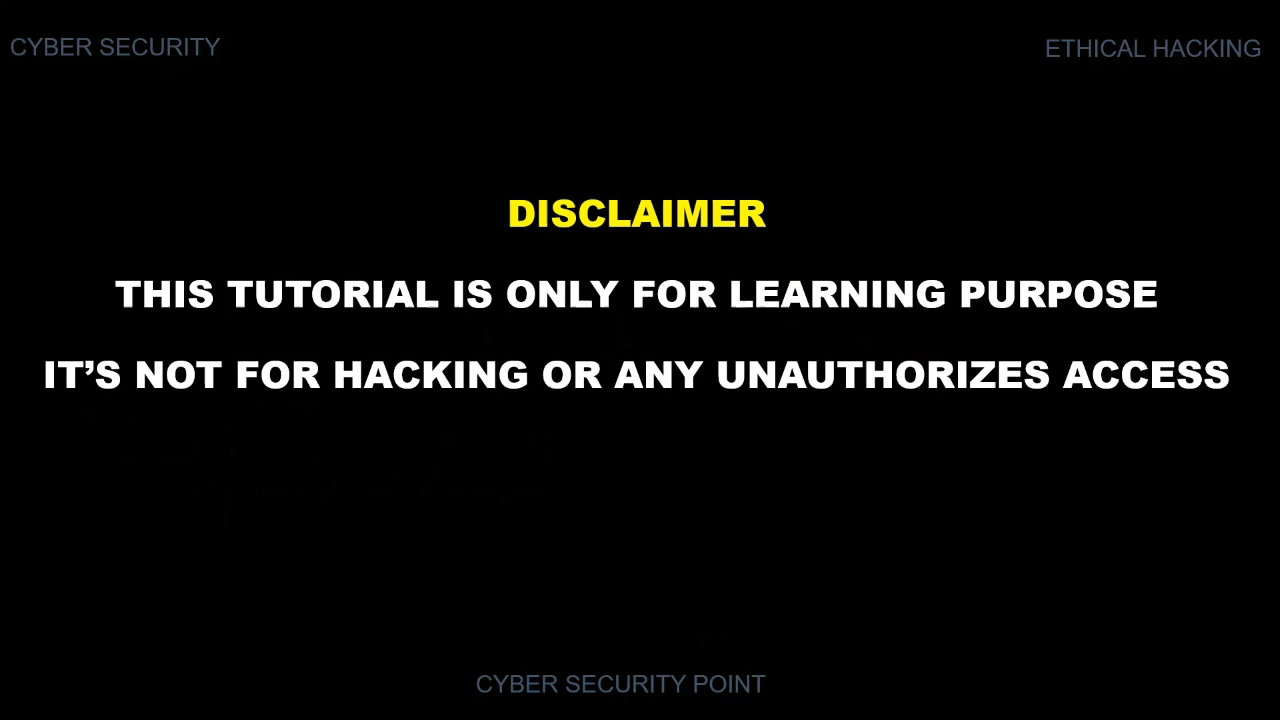 CYBER SECURITY
ETHICAL HACKING
DISCLAIMER
THIS TUTORIAL IS ONLY FOR LEARNING PURPOSE
IT’S NOT FOR HACKING OR ANY UNAUTHORIZES ACCESS
CYBER SECURITY POINT